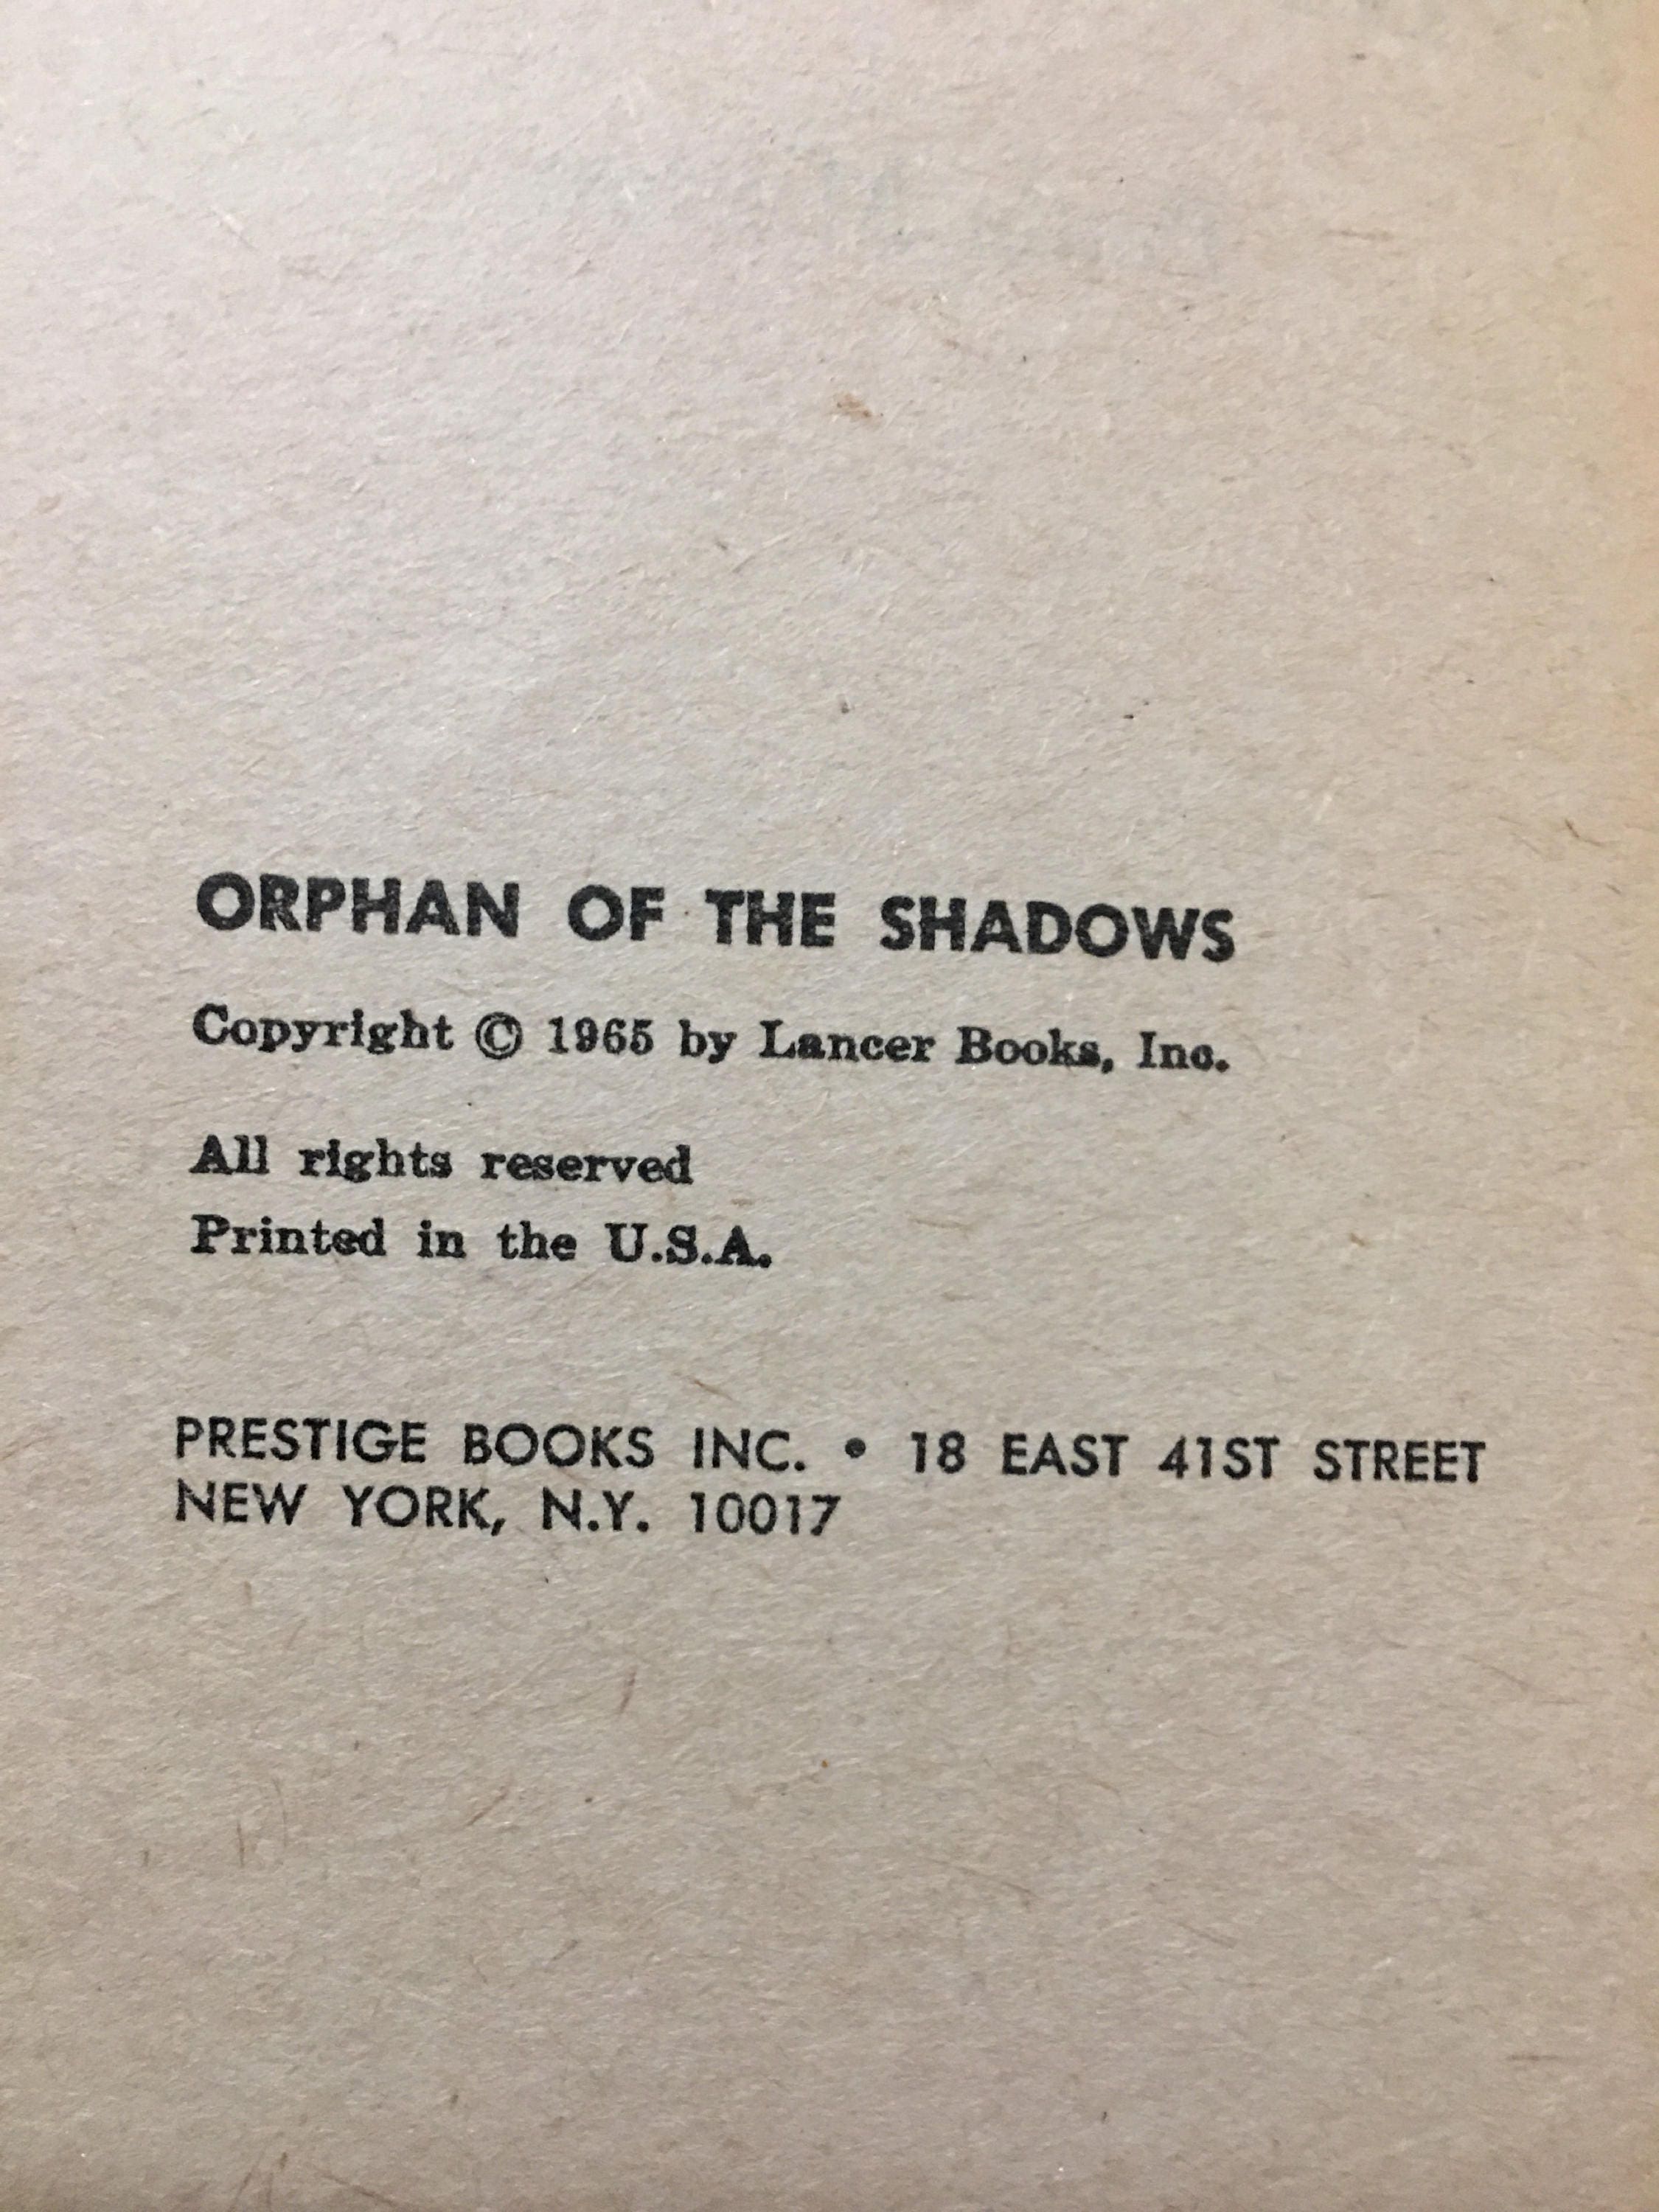 ORPHAN OF THE SHADOWS
Copyright © 1965 by Lancer Books, Inc.
All rights reserved
Printed in the U.S.A.
PRESTIGE BOOKS INC. • 18 EAST 41ST STREET
NEW YORK, N.Y. 10017